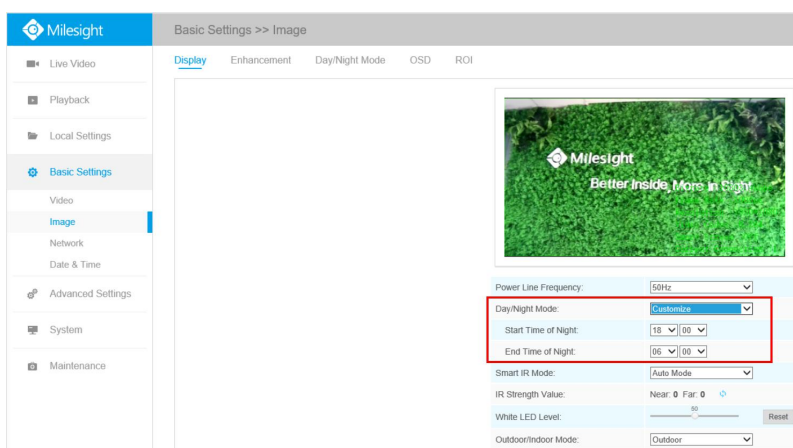 Milesight
Basic Settings >> Image
Live Video
Playback
Local Settings
Basic Settings
Video
Image
Network
Date & Time
Advanced Settings
System
Maintenance
Display Enhancement Day/Night Mode OSD ROI
Milesight
Better Inside, More in Sight
Power Line Frequency: 50Hz
Day/Night Mode: Customize
Start Time of Night: 18 00
End Time of Night: 06 00
Smart IR Mode: Auto Mode
IR Strength Value: Near: 0 Far: 0
White LED Level: 50 Reset
Outdoor/Indoor Mode: Outdoor